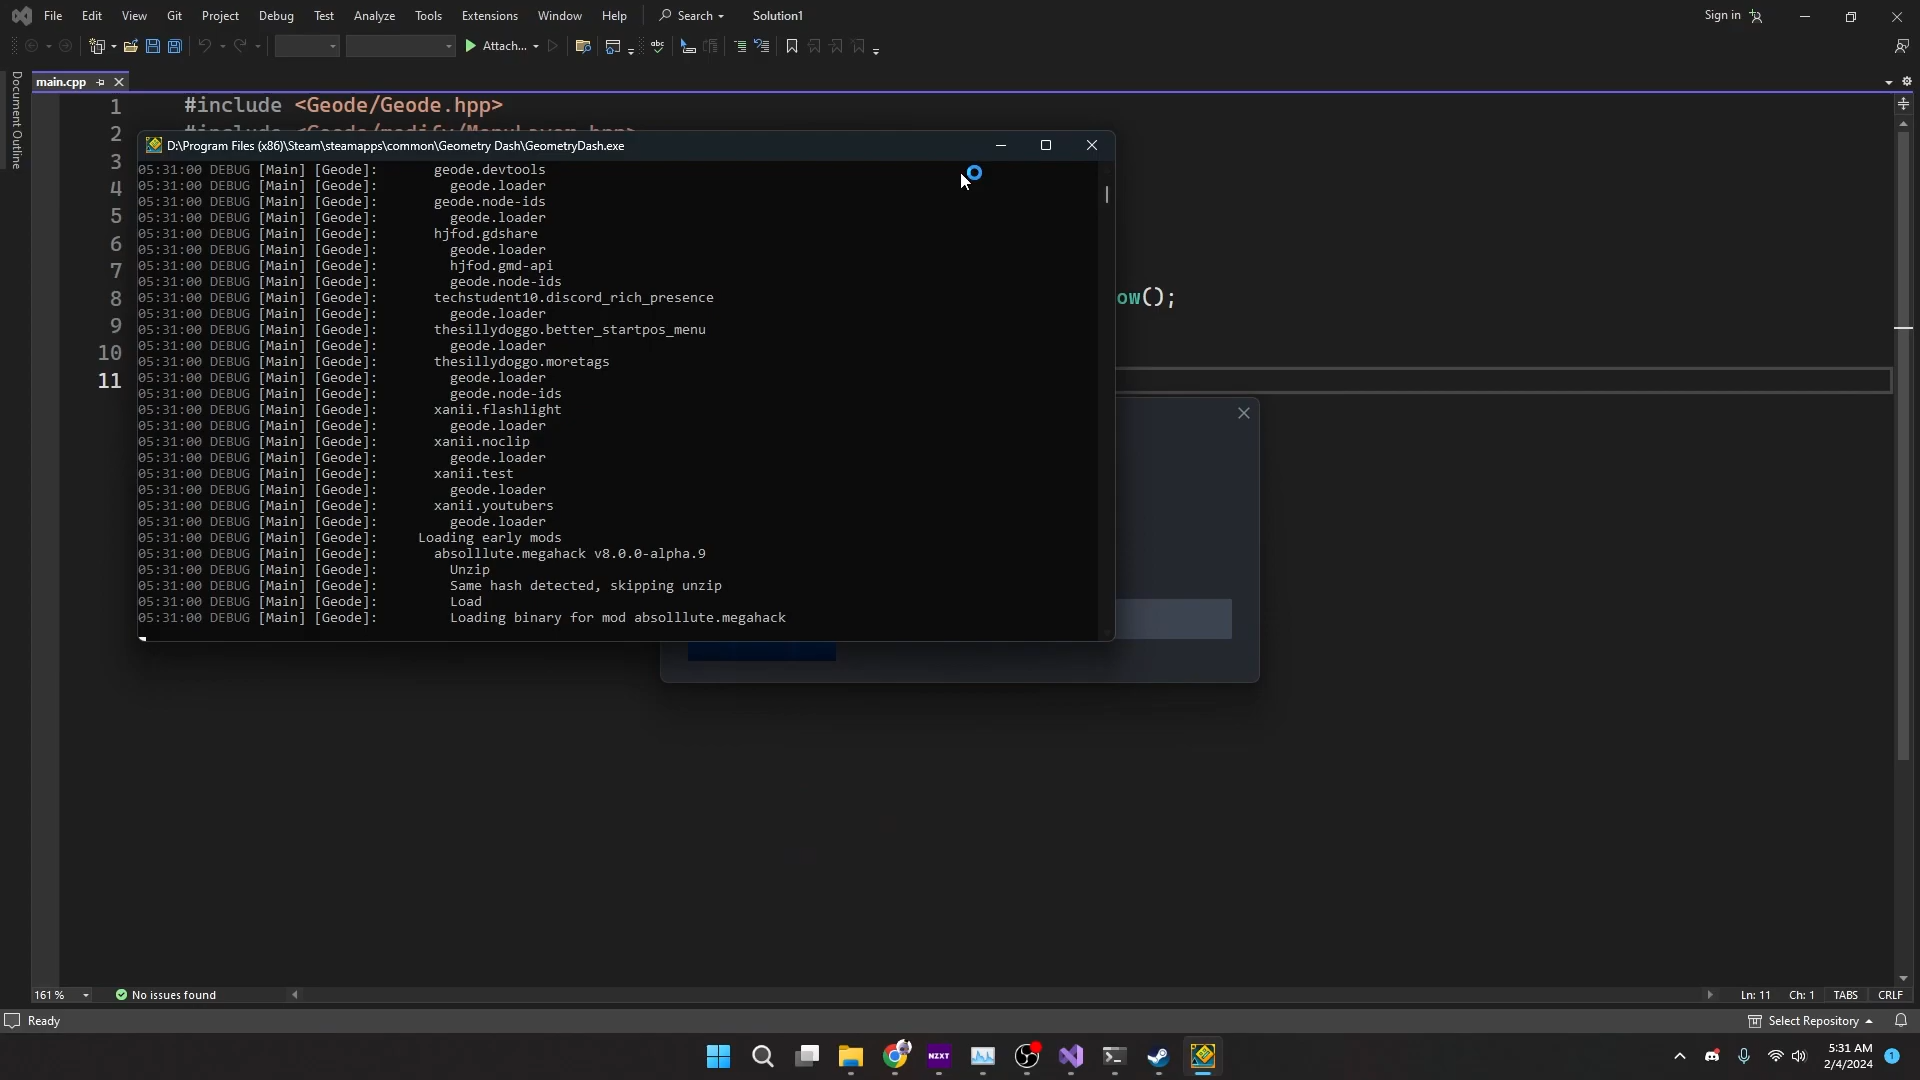 File Edit View Git Project Debug Test Analyze Tools Extensions Window Help Search Solution1 Sign in
Attach...
main.cpp
Document Outline
1 #include <Geode/Geode.hpp>
2 #include <Geode/modify/MenuLayer.hpp>
3
4
5
6
7
8 ow();
9
10
11
D:\Program Files (x86)\Steam\steamapps\common\Geometry Dash\GeometryDash.exe
05:31:00 DEBUG [Main] [Geode]: geode.devtools
05:31:00 DEBUG [Main] [Geode]: geode.loader
05:31:00 DEBUG [Main] [Geode]: geode.node-ids
05:31:00 DEBUG [Main] [Geode]: geode.loader
05:31:00 DEBUG [Main] [Geode]: hjfod.gdshare
05:31:00 DEBUG [Main] [Geode]: geode.loader
05:31:00 DEBUG [Main] [Geode]: hjfod.gmd-api
05:31:00 DEBUG [Main] [Geode]: geode.node-ids
05:31:00 DEBUG [Main] [Geode]: techstudent10.discord_rich_presence
05:31:00 DEBUG [Main] [Geode]: geode.loader
05:31:00 DEBUG [Main] [Geode]: thesillydoggo.better_startpos_menu
05:31:00 DEBUG [Main] [Geode]: geode.loader
05:31:00 DEBUG [Main] [Geode]: thesillydoggo.moretags
05:31:00 DEBUG [Main] [Geode]: geode.loader
05:31:00 DEBUG [Main] [Geode]: geode.node-ids
05:31:00 DEBUG [Main] [Geode]: xanii.flashlight
05:31:00 DEBUG [Main] [Geode]: geode.loader
05:31:00 DEBUG [Main] [Geode]: xanii.noclip
05:31:00 DEBUG [Main] [Geode]: geode.loader
05:31:00 DEBUG [Main] [Geode]: xanii.test
05:31:00 DEBUG [Main] [Geode]: geode.loader
05:31:00 DEBUG [Main] [Geode]: xanii.youtubers
05:31:00 DEBUG [Main] [Geode]: geode.loader
05:31:00 DEBUG [Main] [Geode]: Loading early mods
05:31:00 DEBUG [Main] [Geode]: absolllute.megahack v8.0.0-alpha.9
05:31:00 DEBUG [Main] [Geode]: Unzip
05:31:00 DEBUG [Main] [Geode]: Same hash detected, skipping unzip
05:31:00 DEBUG [Main] [Geode]: Load
05:31:00 DEBUG [Main] [Geode]: Loading binary for mod absolllute.megahack
161 % No issues found Ln: 11 Ch: 1 TABS CRLF
Ready Select Repository
NZXT
5:31 AM
2/4/2024
1